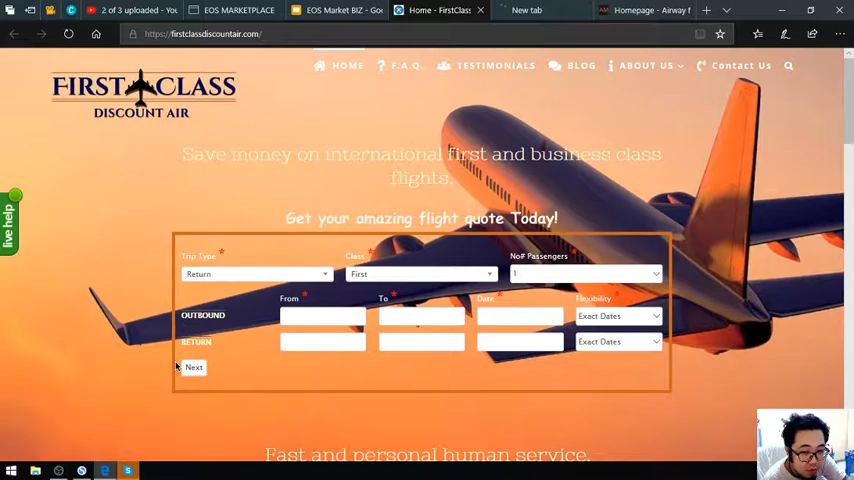 2 of 3 uploaded - You
EOS MARKETPLACE
EOS Market BIZ - Goo
Home - FirstClass
New tab
Homepage - Airway M
https://firstclassdiscountair.com/
HOME
F.A.Q.
TESTIMONIALS
BLOG
ABOUT US
Contact Us
FIRST CLASS
DISCOUNT AIR
Save money on international first and business class
flights.
Get your amazing flight quote Today!
live help
Trip Type *
Class *
No# Passengers *
Return
First
1
From *
To *
Date *
Flexibility *
OUTBOUND
Exact Dates
RETURN
Exact Dates
Next
Fast and personal human service.